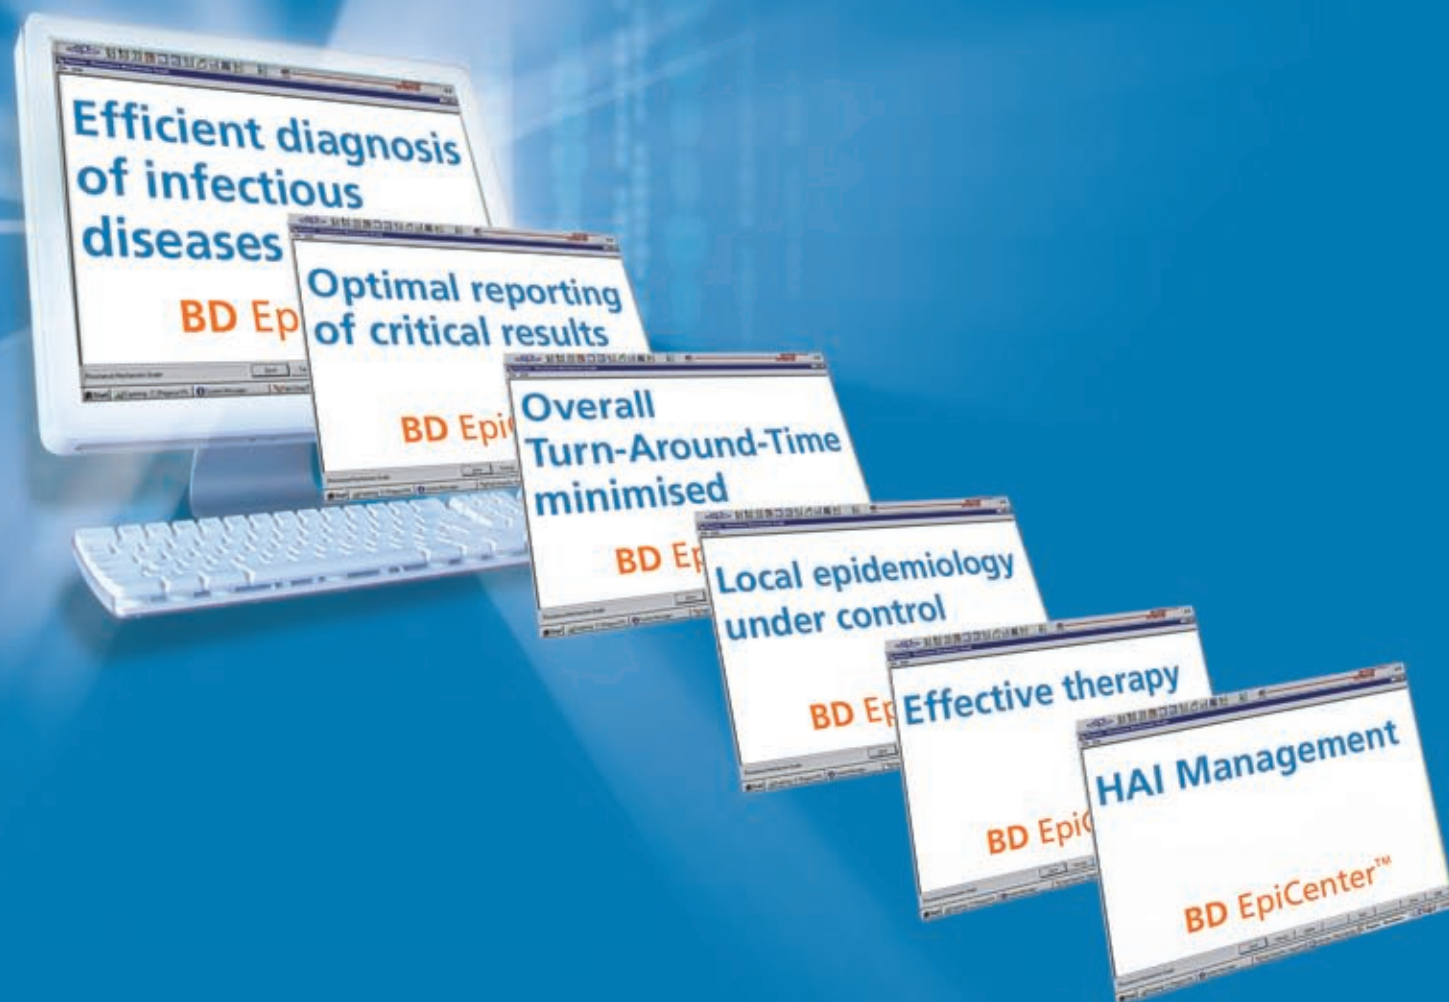 Efficient diagnosis
of infectious
diseases
BD Ep
Optimal reporting
of critical results
BD Epi
Overall
Turn-Around-Time
minimised
BD Ep
Local epidemiology
under control
BD Ep
Effective therapy
BD Epi
HAI Management
BD EpiCenter™